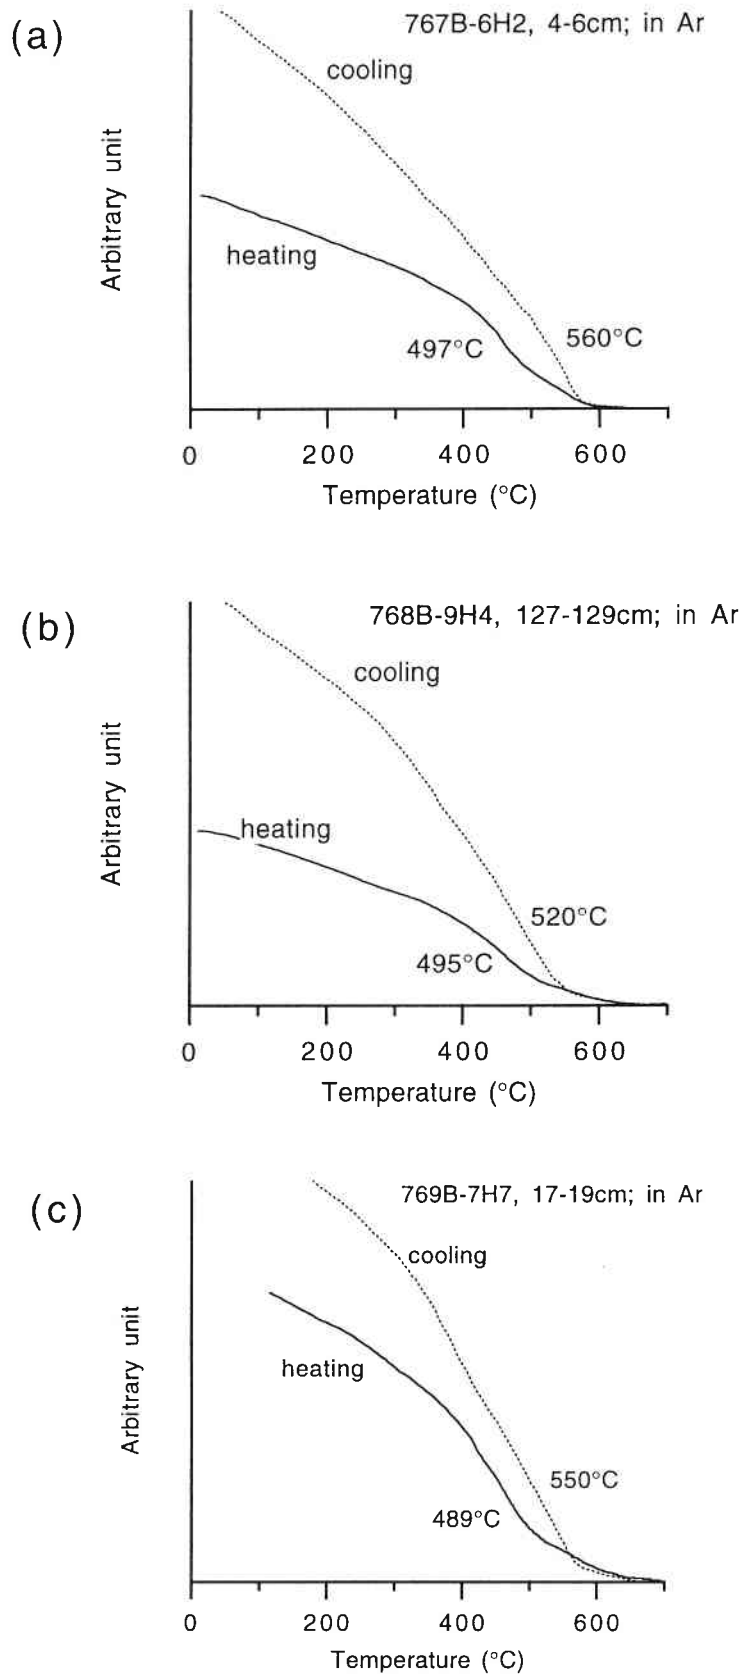 (a)
767B-6H2, 4-6cm; in Ar
cooling
Arbitrary unit
heating
497°C
560°C
0 200 400 600
Temperature (°C)
(b)
768B-9H4, 127-129cm; in Ar
cooling
Arbitrary unit
heating
520°C
495°C
0 200 400 600
Temperature (°C)
(c)
769B-7H7, 17-19cm; in Ar
cooling
Arbitrary unit
heating
550°C
489°C
0 200 400 600
Temperature (°C)